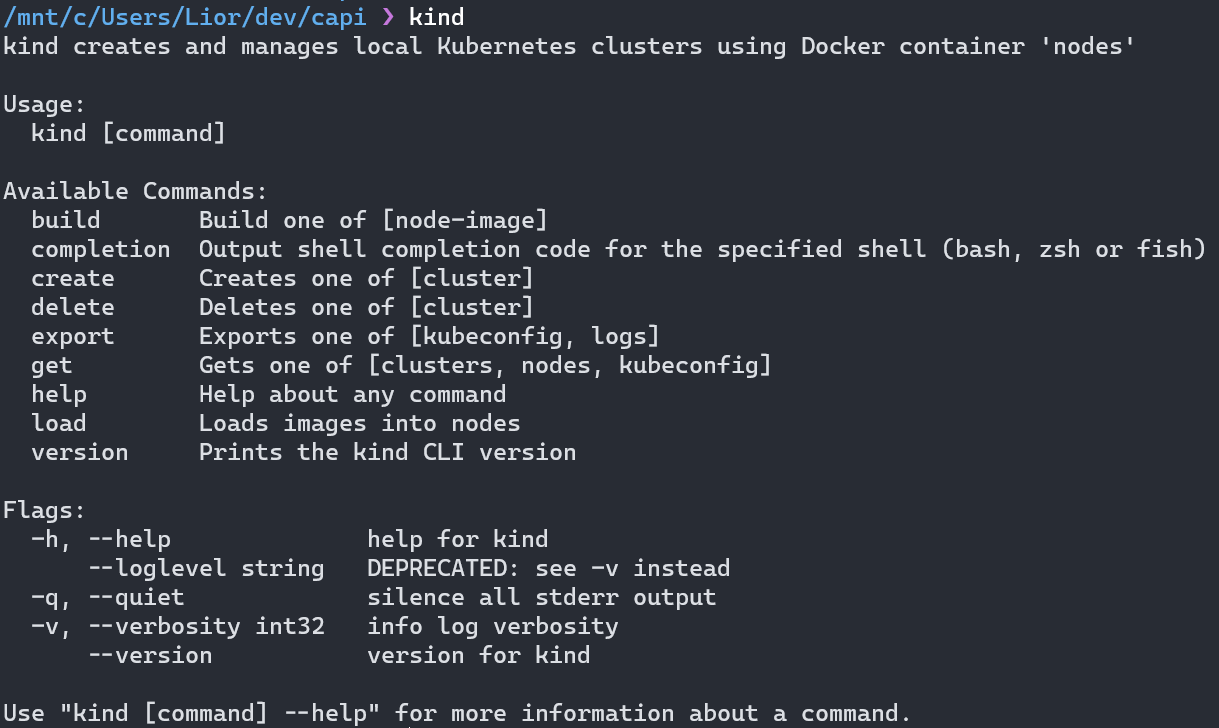 /mnt/c/Users/Lior/dev/capi ❯ kind
kind creates and manages local Kubernetes clusters using Docker container 'nodes'

Usage:
  kind [command]

Available Commands:
  build       Build one of [node-image]
  completion  Output shell completion code for the specified shell (bash, zsh or fish)
  create      Creates one of [cluster]
  delete      Deletes one of [cluster]
  export      Exports one of [kubeconfig, logs]
  get         Gets one of [clusters, nodes, kubeconfig]
  help        Help about any command
  load        Loads images into nodes
  version     Prints the kind CLI version

Flags:
  -h, --help              help for kind
      --loglevel string   DEPRECATED: see -v instead
  -q, --quiet             silence all stderr output
  -v, --verbosity int32   info log verbosity
      --version           version for kind

Use "kind [command] --help" for more information about a command.